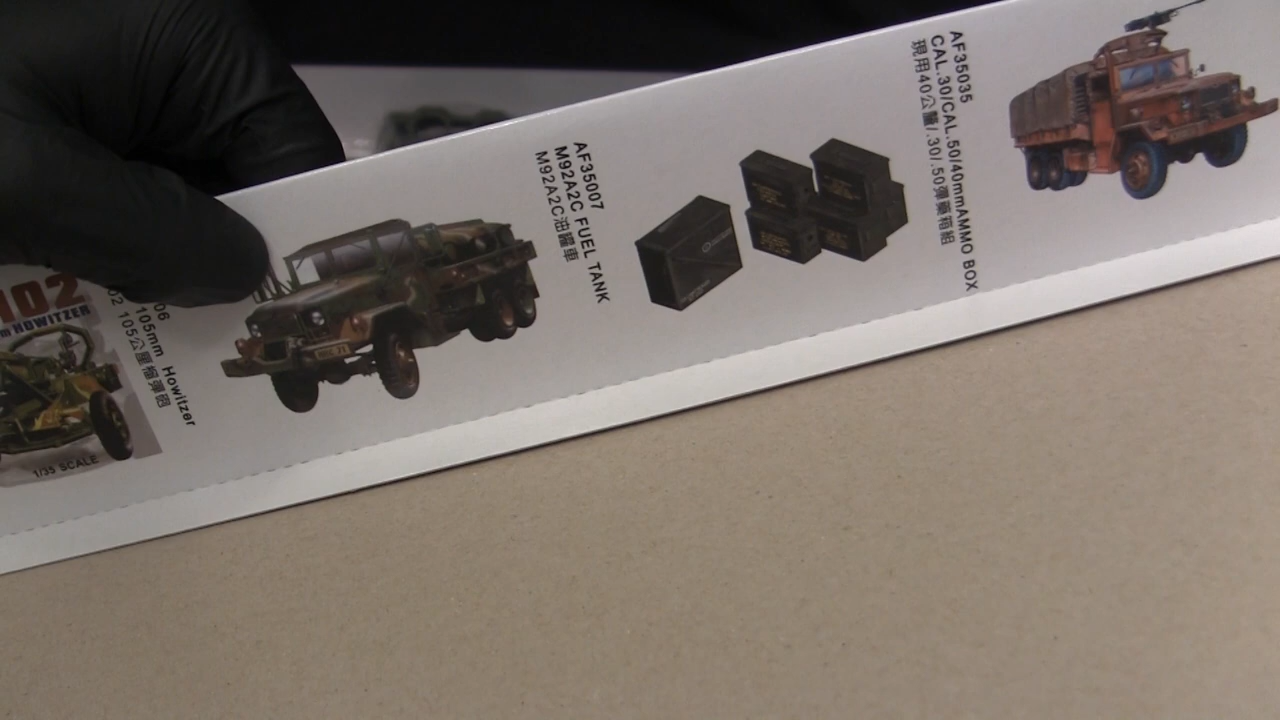 102
HOWITZER
1/35 SCALE
105mm Howitzer
105公厘榴彈砲
AF35007
M92A2C FUEL TANK
M92A2C油罐車
AF35035
CAL.30/CAL.50/40mmAMMO BOX
現用40公釐/.30/.50彈藥箱組